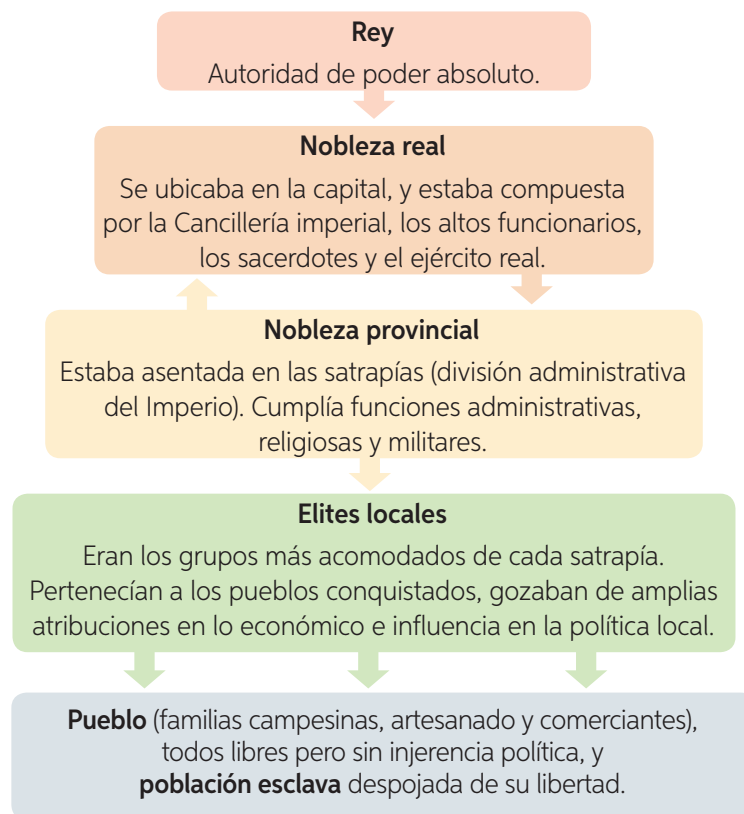 Rey
Autoridad de poder absoluto.
Nobleza real
Se ubicaba en la capital, y estaba compuesta
por la Cancillería imperial, los altos funcionarios,
los sacerdotes y el ejército real.
Nobleza provincial
Estaba asentada en las satrapías (división administrativa
del Imperio). Cumplía funciones administrativas,
religiosas y militares.
Elites locales
Eran los grupos más acomodados de cada satrapía.
Pertenecían a los pueblos conquistados, gozaban de amplias
atribuciones en lo económico e influencia en la política local.
Pueblo (familias campesinas, artesanado y comerciantes),
todos libres pero sin injerencia política, y
población esclava despojada de su libertad.